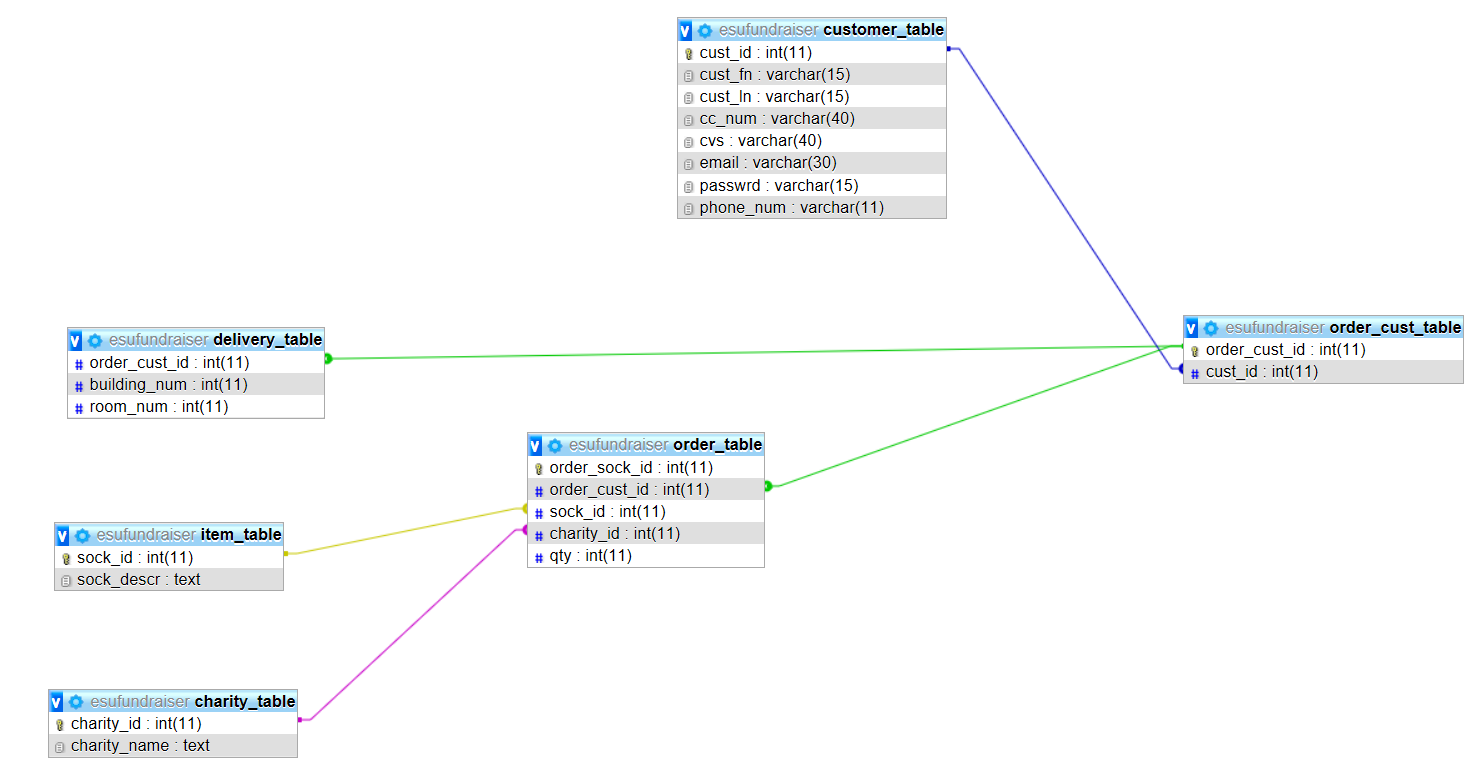 esufundraiser customer_table
cust_id : int(11)
cust_fn : varchar(15)
cust_ln : varchar(15)
cc_num : varchar(40)
cvs : varchar(40)
email : varchar(30)
passwrd : varchar(15)
phone_num : varchar(11)
esufundraiser order_cust_table
order_cust_id : int(11)
cust_id : int(11)
esufundraiser delivery_table
order_cust_id : int(11)
building_num : int(11)
room_num : int(11)
esufundraiser order_table
order_sock_id : int(11)
order_cust_id : int(11)
sock_id : int(11)
charity_id : int(11)
qty : int(11)
esufundraiser item_table
sock_id : int(11)
sock_descr : text
esufundraiser charity_table
charity_id : int(11)
charity_name : text